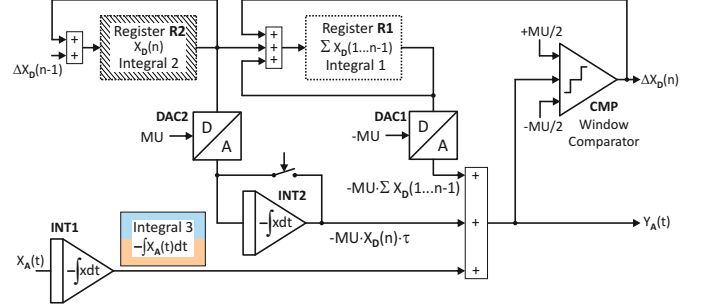 Register R2
X_D(n)
Integral 2
Register R1
Σ X_D(1...n-1)
Integral 1
+
+
+
+
+
ΔX_D(n-1)
+MU/2
ΔX_D(n)
CMP
-MU/2
Window
Comparator
DAC2
MU
D
A
DAC1
-MU
D
A
-MU·Σ X_D(1...n-1)
+
INT2
-∫xdt
-MU·X_D(n)·τ
+
Y_A(t)
INT1
Integral 3
-∫X_A(t)dt
X_A(t)
-∫xdt
+